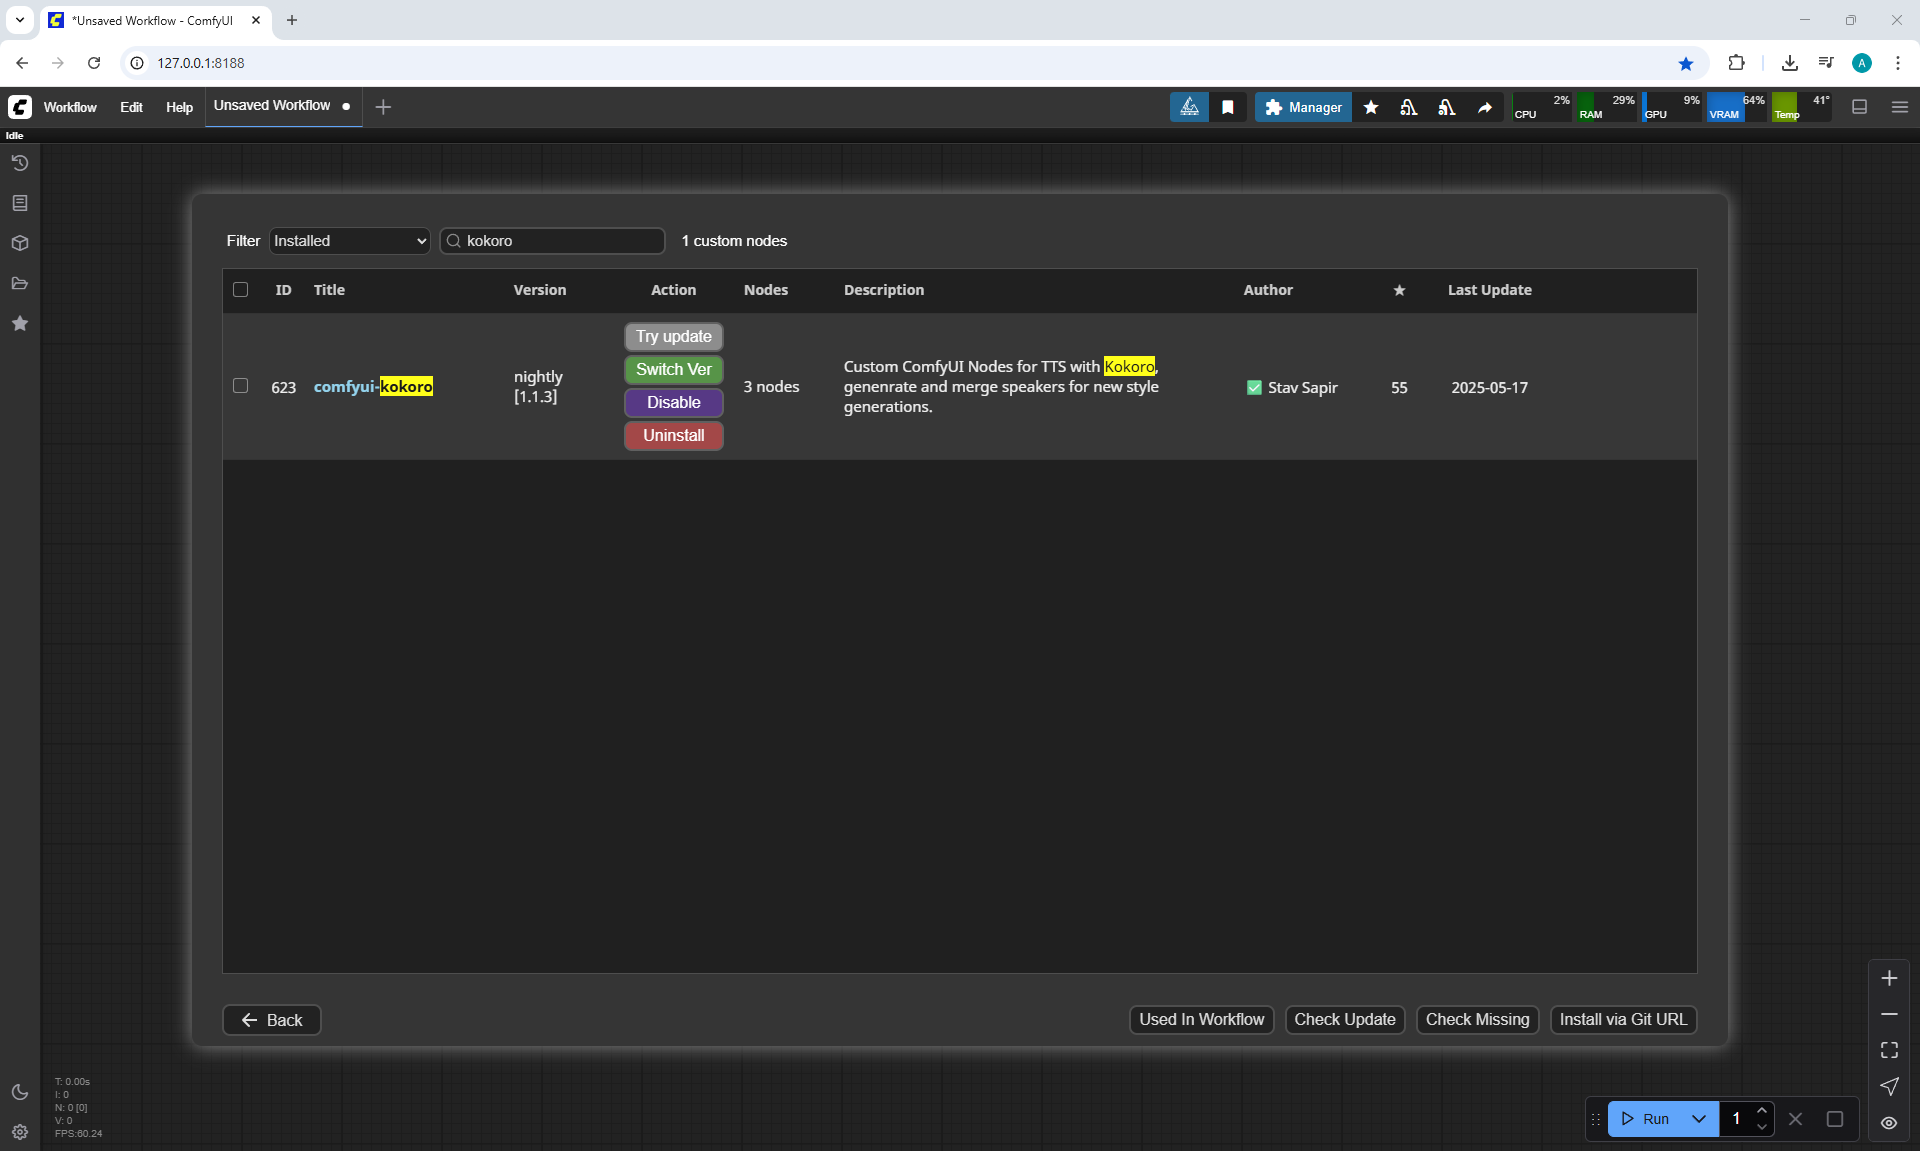 *Unsaved Workflow - ComfyUI
127.0.0.1:8188
A
Workflow
Edit
Help
Unsaved Workflow
Manager
CPU 2%
RAM 29%
GPU 9%
VRAM 64%
Temp 41°
Idle
Filter
Installed
kokoro
1 custom nodes
ID
Title
Version
Action
Nodes
Description
Author
★
Last Update
623
comfyui-kokoro
nightly
[1.1.3]
Try update
Switch Ver
Disable
Uninstall
3 nodes
Custom ComfyUI Nodes for TTS with Kokoro,
genenrate and merge speakers for new style
generations.
✅ Stav Sapir
55
2025-05-17
Back
Used In Workflow
Check Update
Check Missing
Install via Git URL
T: 0.00s
I: 0
N: 0 [0]
V: 0
FPS:60.24
Run
1